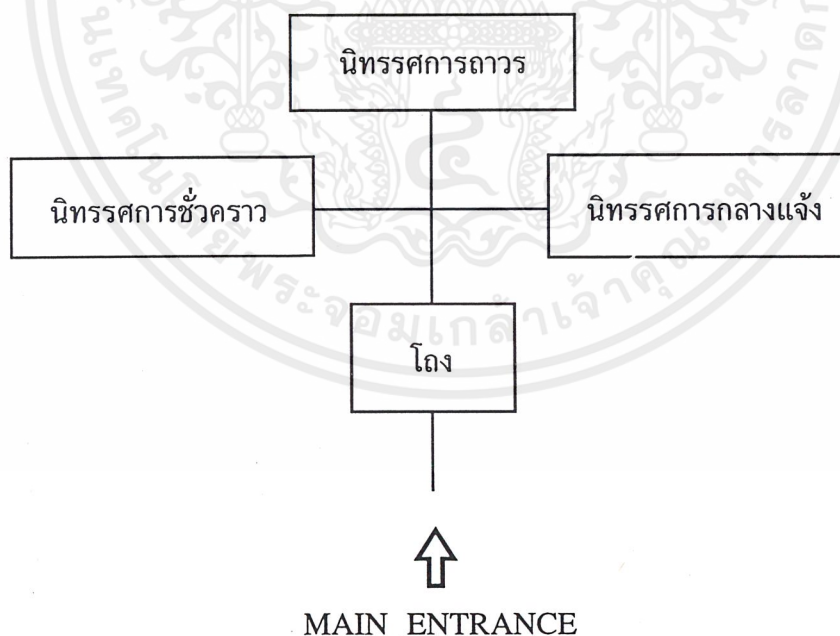 นิทรรศการถาวร
นิทรรศการชั่วคราว
นิทรรศการกลางแจ้ง
โถง
MAIN ENTRANCE